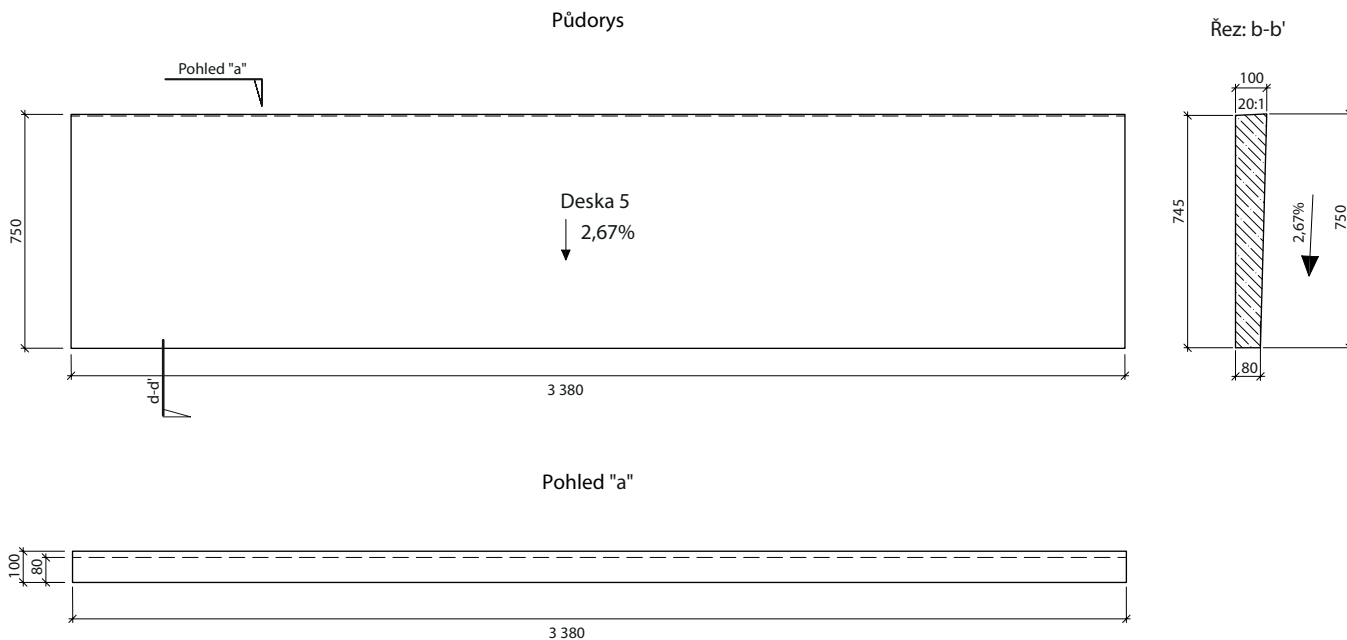 Půdorys
Řez: b-b'
Pohled "a"
100
20:1
750
Deska 5
2,67%
745
2,67%
750
80
d-d'
3 380
Pohled "a"
100
80
3 380